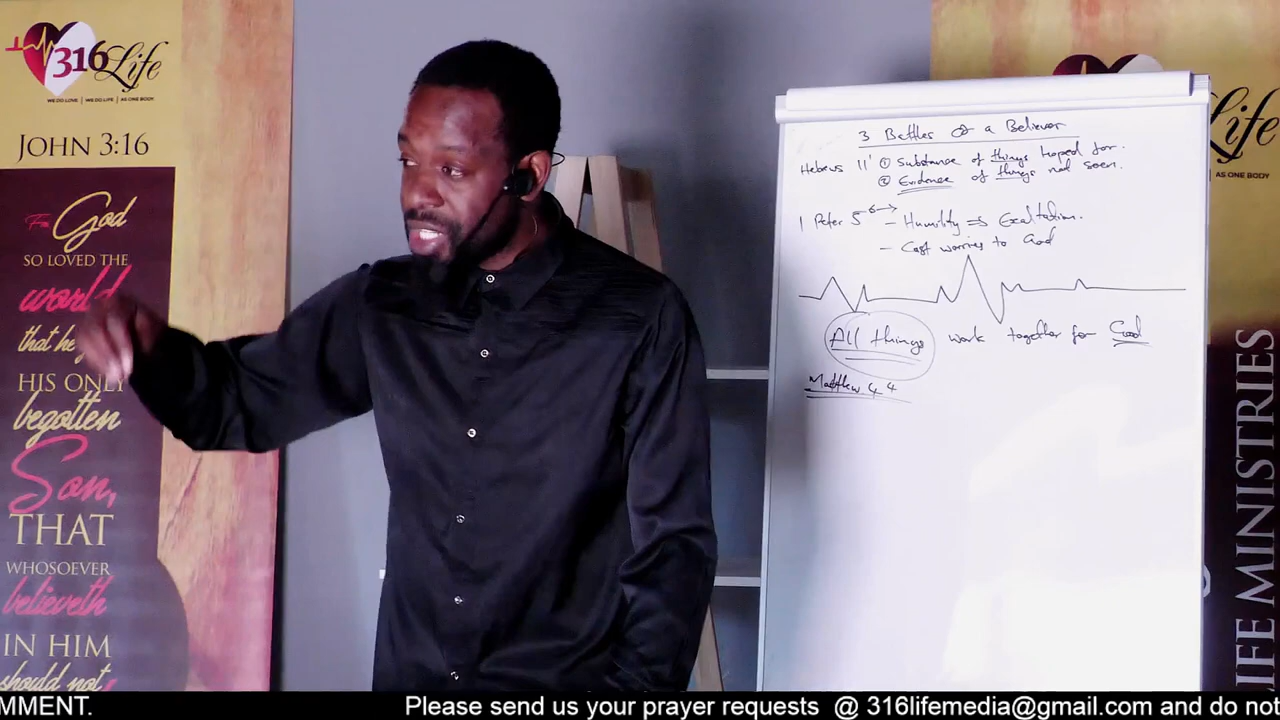 316Life
WE DO LOVE | WE DO LIFE | AS ONE BODY
JOHN 3:16
For God
SO LOVED THE
world
that he
HIS ONLY
begotten
Son,
THAT
WHOSOEVER
believeth
IN HIM
should not
3 Battles Of a Believer
Hebrews 11¹ ① Substance of things hoped for.
② Evidence of things not seen.
1 Peter 5⁶→ – Humility ⇒ Exaltation.
– Cast worries to God
All things work together for Good
Matthew 4 4
Life
AS ONE BODY
LIFE MINISTRIES
MMENT. Please send us your prayer requests @ 316lifemedia@gmail.com and do not